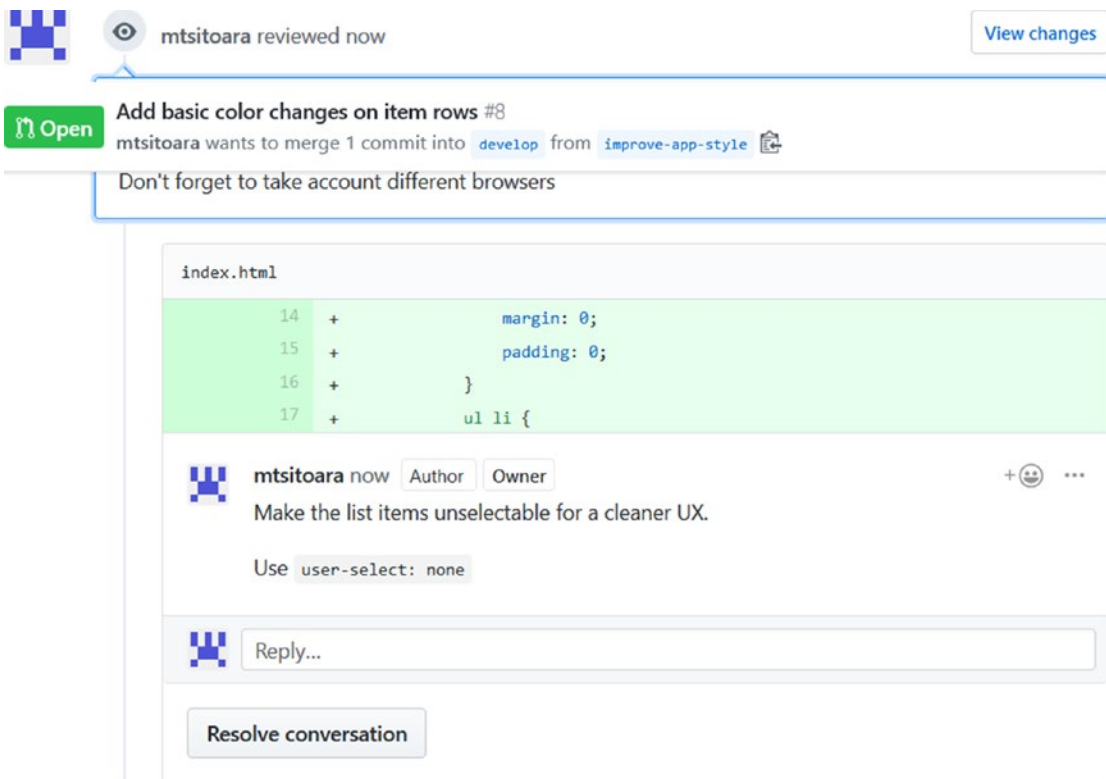 mtsitoara reviewed now
View changes
Open
Add basic color changes on item rows #8
mtsitoara wants to merge 1 commit into develop from improve-app-style
Don't forget to take account different browsers
index.html
14 + margin: 0;
15 + padding: 0;
16 + }
17 + ul li {
mtsitoara now Author Owner
Make the list items unselectable for a cleaner UX.
Use user-select: none
Reply...
Resolve conversation